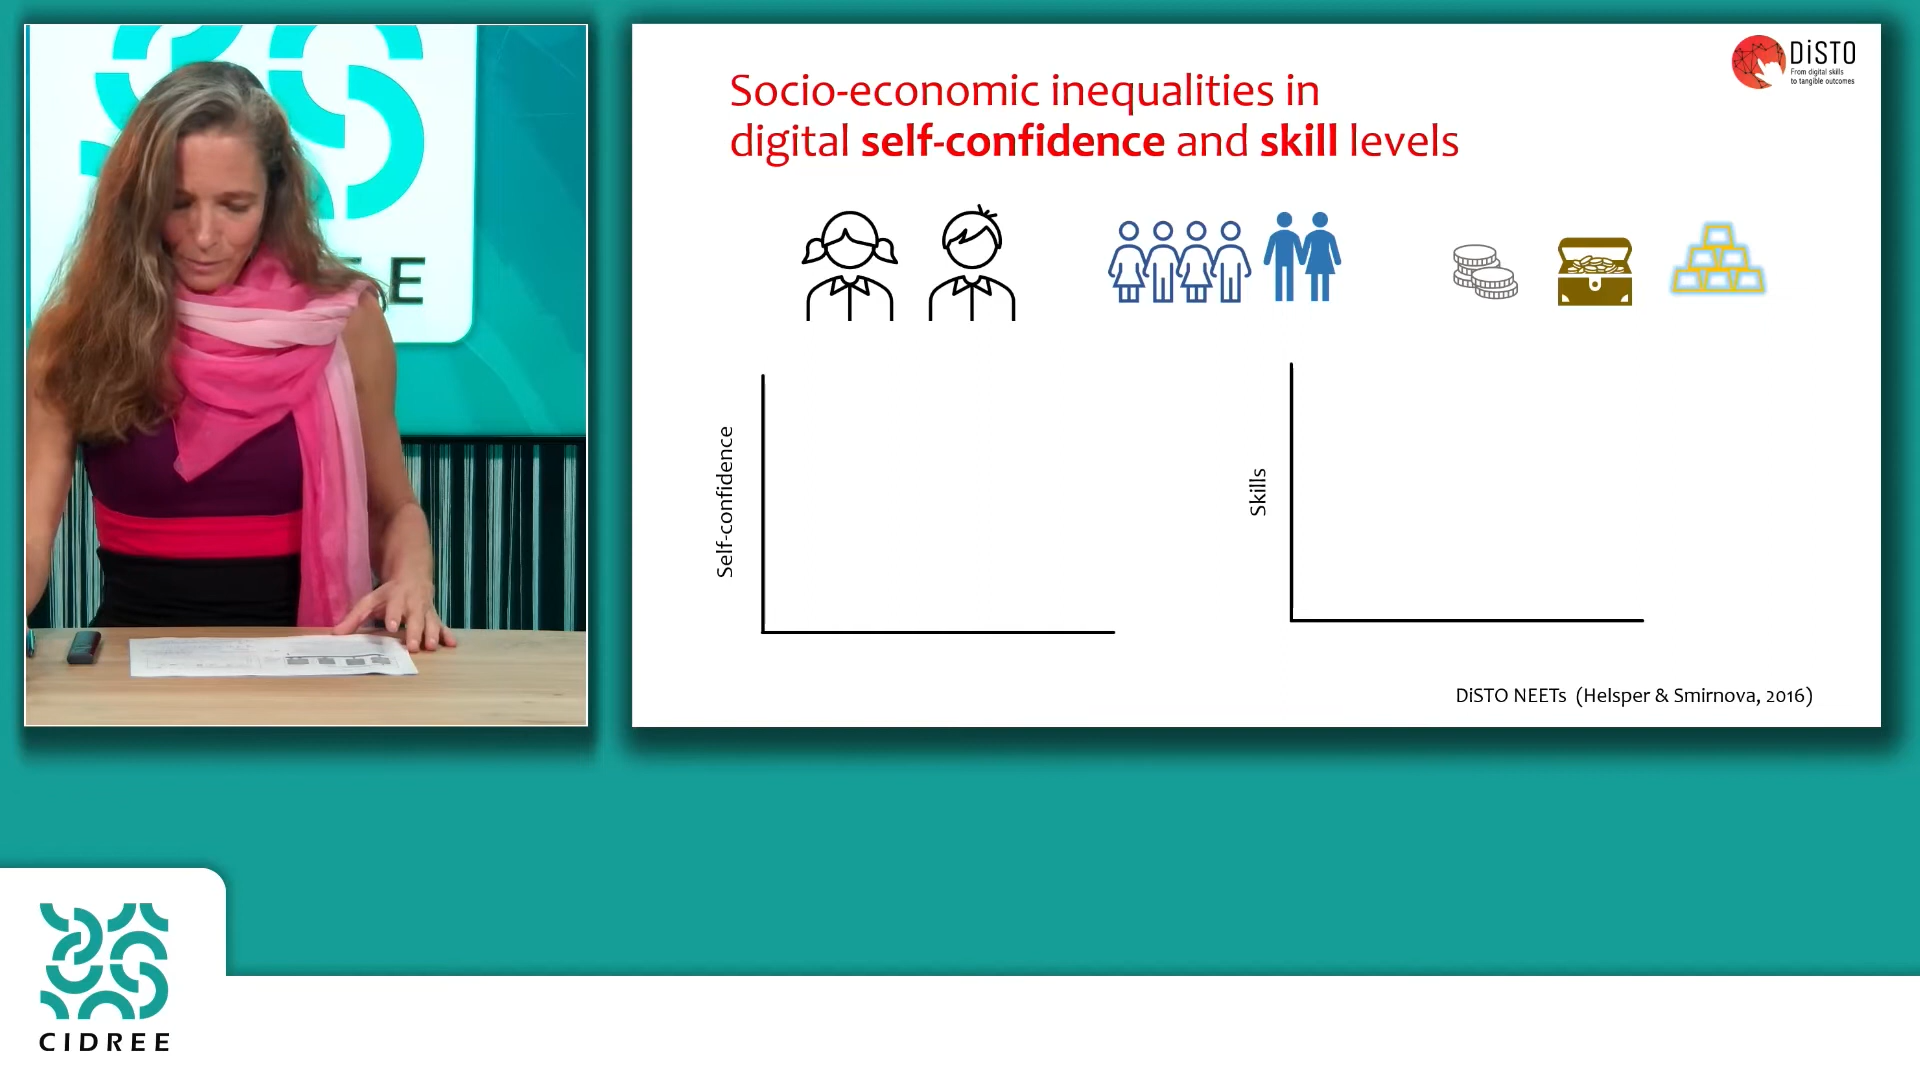 E
DiSTO
From digital skills
to tangible outcomes
Socio-economic inequalities in
digital self-confidence and skill levels
Self-confidence
Skills
DiSTO NEETs (Helsper & Smirnova, 2016)
CIDREE